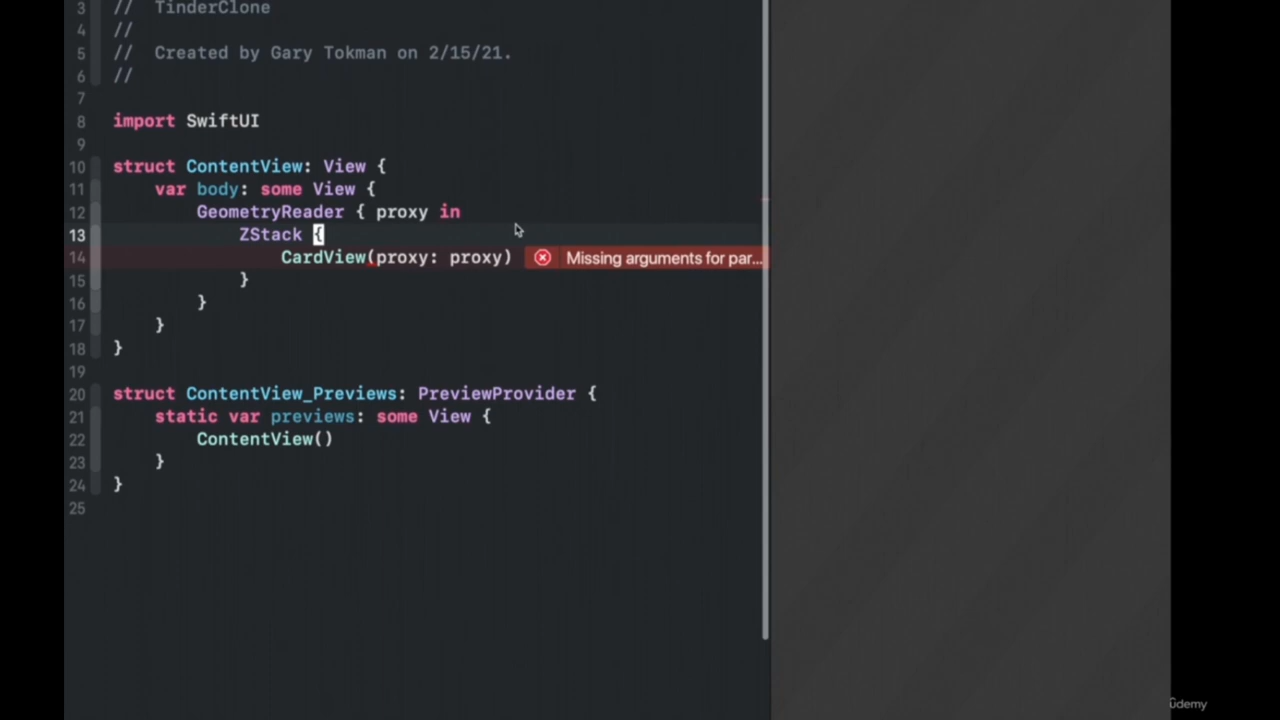 3 // TinderClone
4 //
5 // Created by Gary Tokman on 2/15/21.
6 //
7
8 import SwiftUI
9
10 struct ContentView: View {
11 var body: some View {
12 GeometryReader { proxy in
13 ZStack {
14 CardView(proxy: proxy) Missing arguments for par...
15 }
16 }
17 }
18 }
19
20 struct ContentView_Previews: PreviewProvider {
21 static var previews: some View {
22 ContentView()
23 }
24 }
25
ûdemy